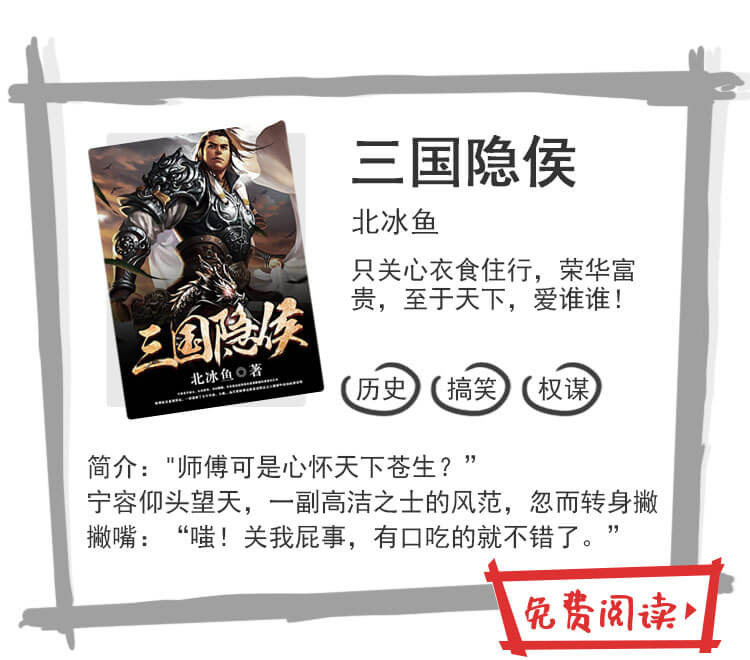 三国隐侯
北冰鱼
只关心衣食住行，荣华富
贵，至于天下，爱谁谁！
三国隐侯
北冰鱼 著
历史 搞笑 权谋
简介："师傅可是心怀天下苍生？”
宁容仰头望天，一副高洁之士的风范，忽而转身撇
撇嘴：“嗤！关我屁事，有口吃的就不错了。”
免费阅读